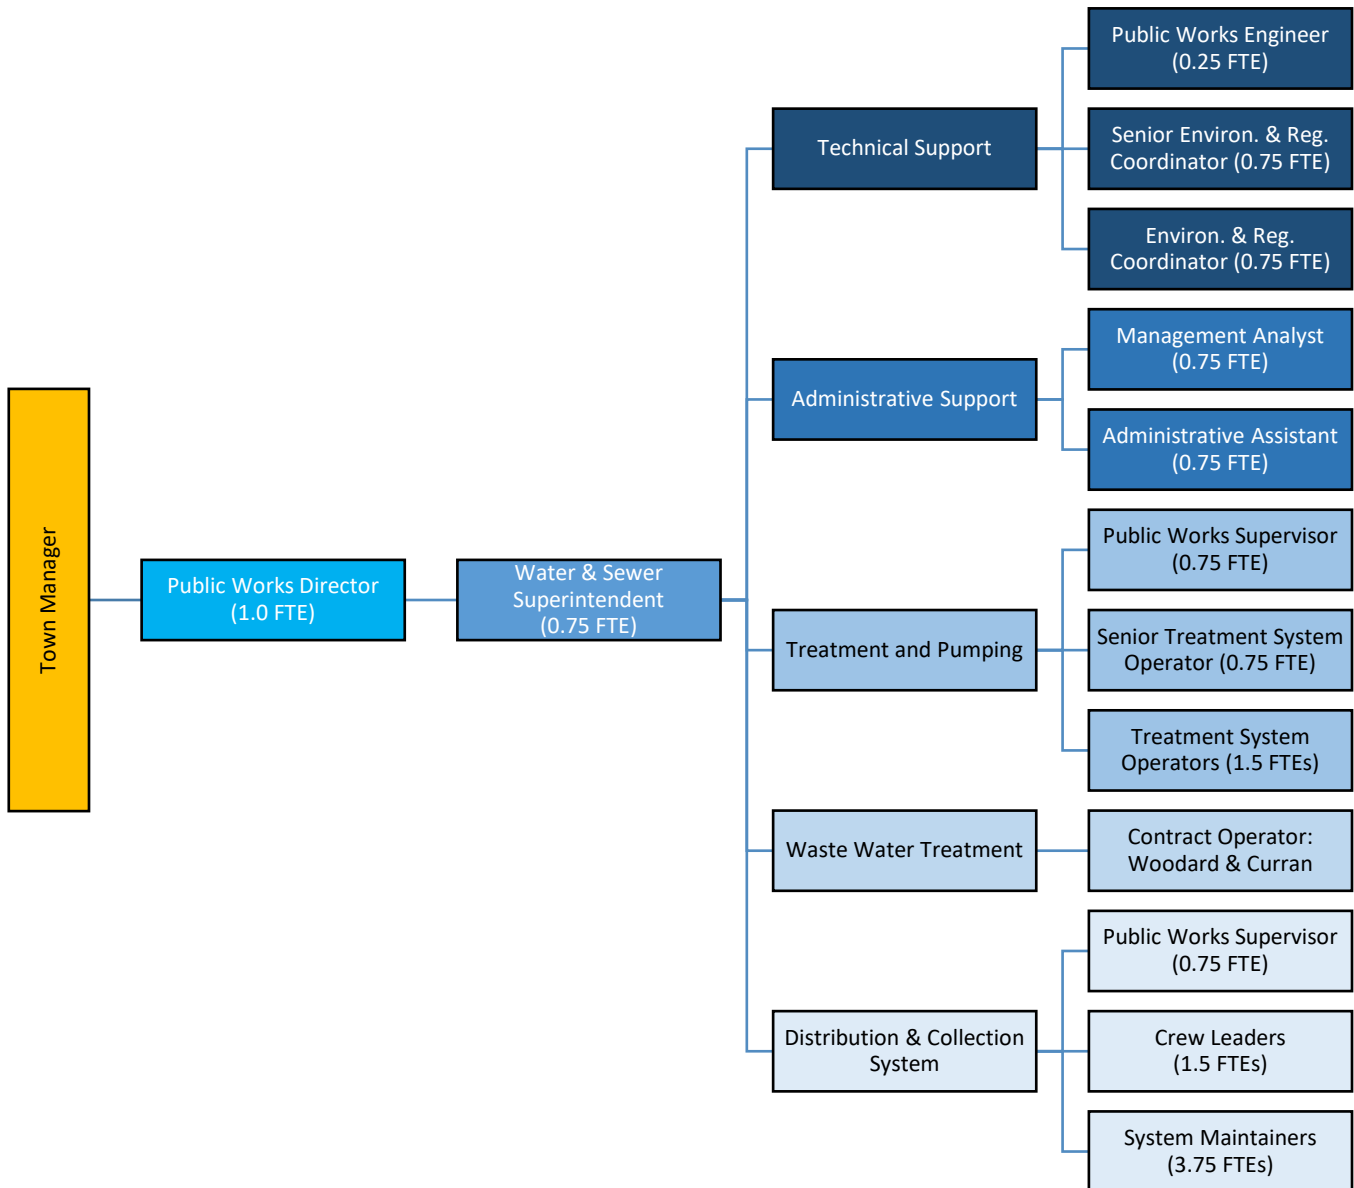 Town Manager
Public Works Director
(1.0 FTE)
Water & Sewer
Superintendent
(0.75 FTE)
Technical Support
Public Works Engineer
(0.25 FTE)
Senior Environ. & Reg.
Coordinator (0.75 FTE)
Environ. & Reg.
Coordinator (0.75 FTE)
Administrative Support
Management Analyst
(0.75 FTE)
Administrative Assistant
(0.75 FTE)
Treatment and Pumping
Public Works Supervisor
(0.75 FTE)
Senior Treatment System
Operator (0.75 FTE)
Treatment System
Operators (1.5 FTEs)
Waste Water Treatment
Contract Operator:
Woodard & Curran
Distribution & Collection
System
Public Works Supervisor
(0.75 FTE)
Crew Leaders
(1.5 FTEs)
System Maintainers
(3.75 FTEs)